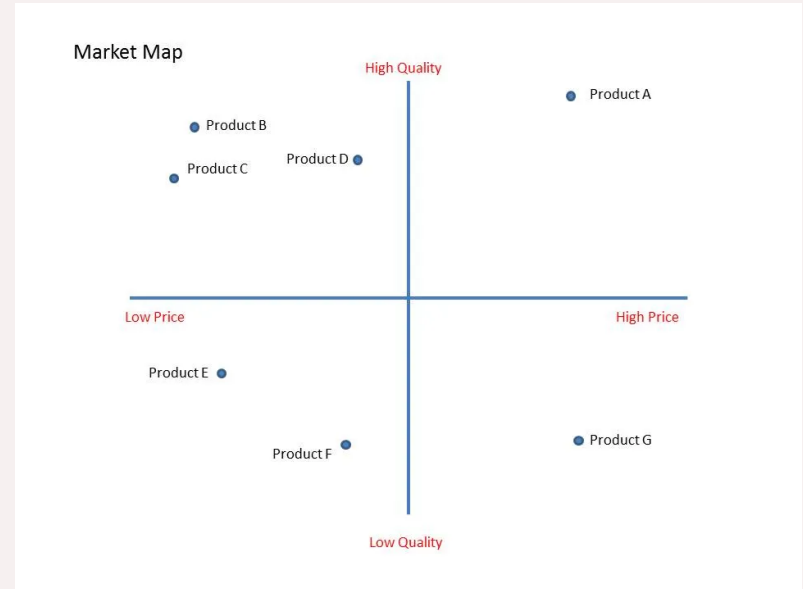 Market Map
High Quality
Product A
Product B
Product D
Product C
Low Price
High Price
Product E
Product G
Product F
Low Quality